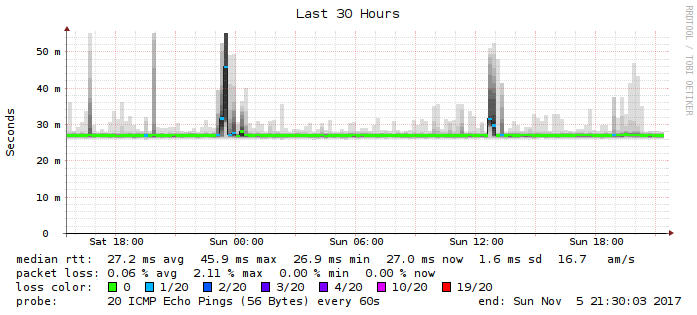 Last 30 Hours
RRDTOOL / TOBI OETIKER
Seconds
50 m
40 m
30 m
20 m
10 m
0
Sat 18:00 Sun 00:00 Sun 06:00 Sun 12:00 Sun 18:00
median rtt: 27.2 ms avg 45.9 ms max 26.9 ms min 27.0 ms now 1.6 ms sd 16.7 am/s
packet loss: 0.06 % avg 2.11 % max 0.00 % min 0.00 % now
loss color: 0 1/20 2/20 3/20 4/20 10/20 19/20
probe: 20 ICMP Echo Pings (56 Bytes) every 60s end: Sun Nov 5 21:30:03 2017